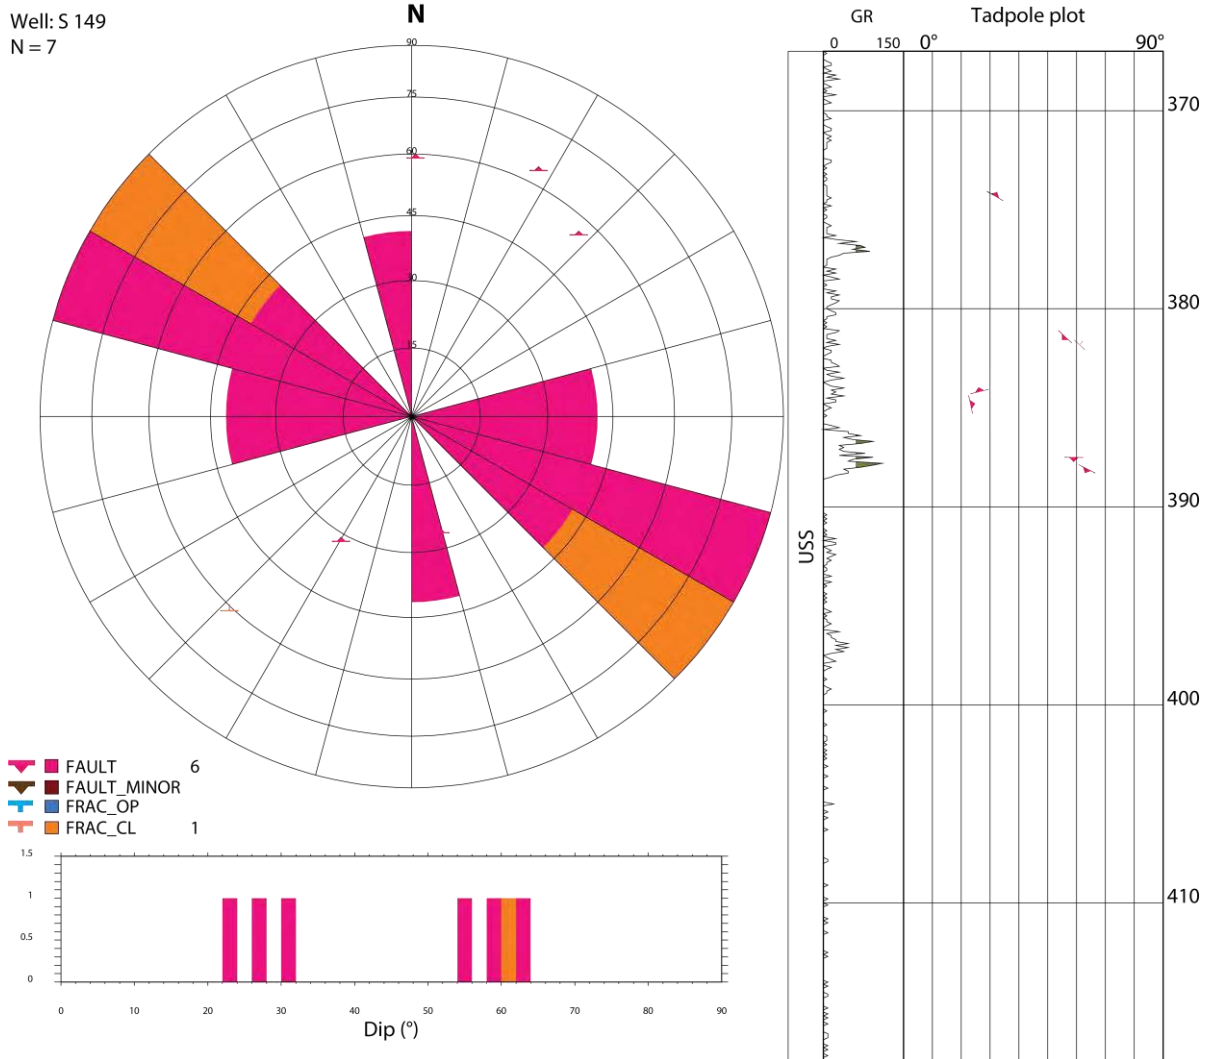 Well: S 149
N = 7
N
90
75
60
45
30
15
FAULT 6
FAULT_MINOR
FRAC_OP
FRAC_CL 1
1.5
1
0.5
0
0 10 20 30 40 50 60 70 80 90
Dip (°)
GR Tadpole plot
0 150 0° 90°
370
380
390
USS
400
410